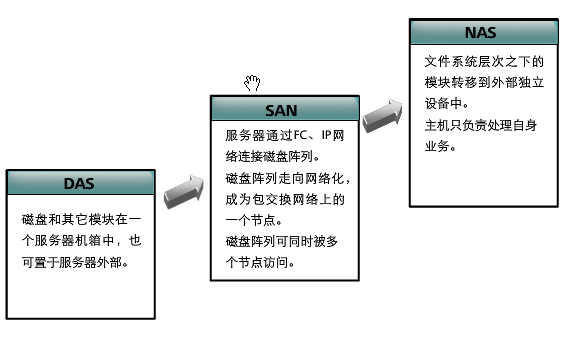 NAS
文件系统层次之下的
模块转移到外部独立
设备中。
主机只负责处理自身
业务。
SAN
服务器通过FC、IP网
络连接磁盘阵列。
磁盘阵列走向网络化，
成为包交换网络上的
一个节点。
磁盘阵列可同时被多
个节点访问。
DAS
磁盘和其它模块在一
个服务器机箱中，也
可置于服务器外部。